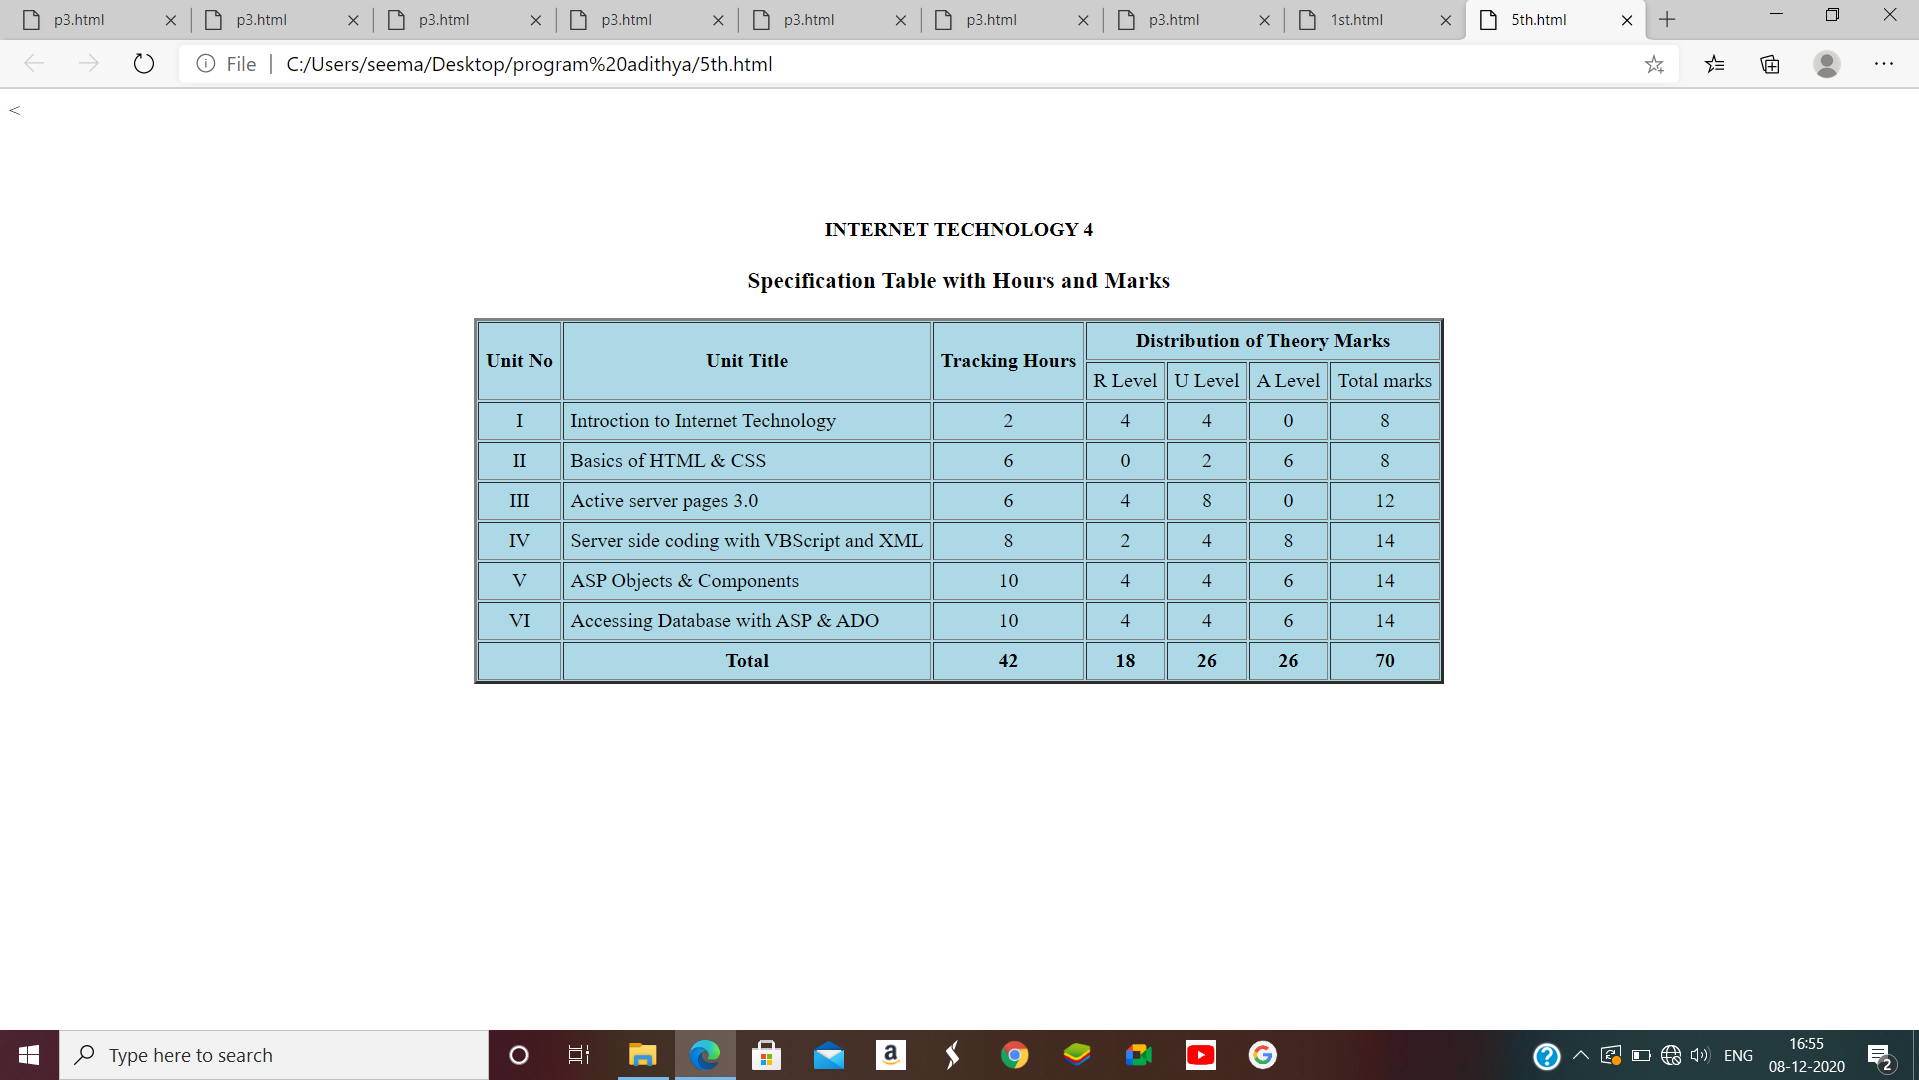 p3.html p3.html p3.html p3.html p3.html p3.html p3.html 1st.html 5th.html
File C:/Users/seema/Desktop/program%20adithya/5th.html
<
INTERNET TECHNOLOGY 4
Specification Table with Hours and Marks
Unit No Unit Title Tracking Hours Distribution of Theory Marks
R Level U Level A Level Total marks
I Introction to Internet Technology 2 4 4 0 8
II Basics of HTML & CSS 6 0 2 6 8
III Active server pages 3.0 6 4 8 0 12
IV Server side coding with VBScript and XML 8 2 4 8 14
V ASP Objects & Components 10 4 4 6 14
VI Accessing Database with ASP & ADO 10 4 4 6 14
Total 42 18 26 26 70
Type here to search
a
ENG
16:55
08-12-2020
2